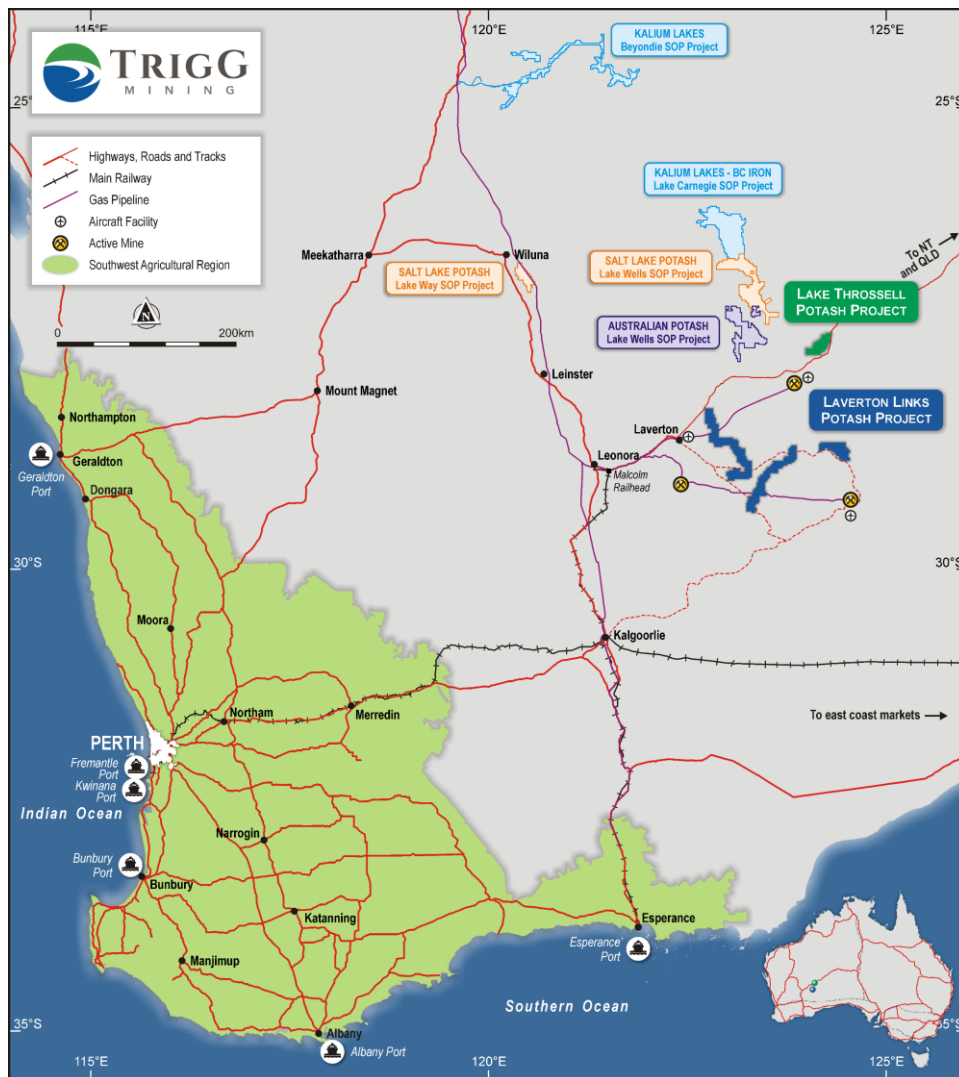 115°E
120°E
125°E
TRIGG
MINING
KALIUM LAKES
Beyondie SOP Project
25°S
25°S
Highways, Roads and Tracks
Main Railway
Gas Pipeline
Aircraft Facility
Active Mine
Southwest Agricultural Region
KALIUM LAKES - BC IRON
Lake Carnegie SOP Project
To NT
and QLD
Meekatharra
Wiluna
SALT LAKE POTASH
Lake Way SOP Project
SALT LAKE POTASH
Lake Wells SOP Project
LAKE THROSSELL
POTASH PROJECT
N
0
200km
AUSTRALIAN POTASH
Lake Wells SOP Project
Leinster
Mount Magnet
LAVERTON LINKS
POTASH PROJECT
Northampton
Laverton
Geraldton
Geraldton
Port
Leonora
Malcolm
Railhead
Dongara
30°S
30°S
Moora
Kalgoorlie
Northam
Merredin
To east coast markets
PERTH
Fremantle
Port
Kwinana
Port
Indian Ocean
Narrogin
Bunbury
Port
Bunbury
Katanning
Esperance
Esperance
Port
Manjimup
Southern Ocean
35°S
35°S
Albany
Albany Port
115°E
120°E
125°E